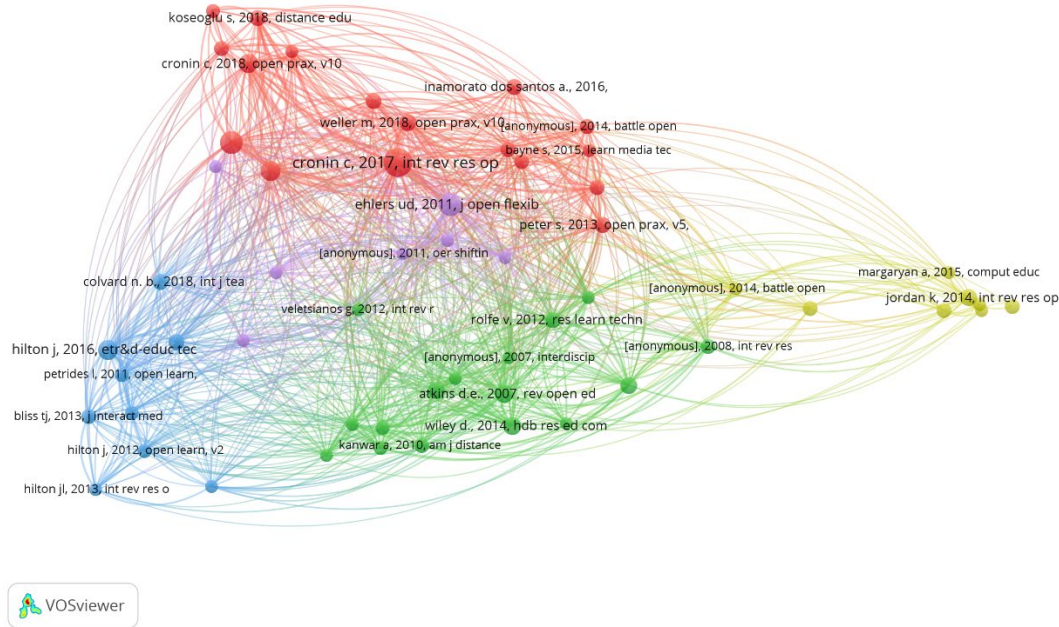 koseoglu s, 2018, distance edu
cronin c, 2018, open prax, v10
inamorato dos santos a., 2016,
weller m, 2018, open prax, v10
[anonymous], 2014, battle open
bayne s, 2015, learn media tec
cronin c, 2017, int rev res op
ehlers ud, 2011, j open flexib
peter s, 2013, open prax, v5,
[anonymous], 2011, oer shiftin
colvard n. b., 2018, int j tea
margaryan a, 2015, comput educ
[anonymous], 2014, battle open
jordan k, 2014, int rev res op
veletsianos g, 2012, int rev r
rolfe v, 2012, res learn techn
hilton j, 2016, etr&d-educ tec
[anonymous], 2008, int rev res
[anonymous], 2007, interdiscip
petrides l, 2011, open learn,
atkins d.e., 2007, rev open ed
bliss tj, 2013, j interact med
wiley d., 2014, hdb res ed com
kanwar a, 2010, am j distance
hilton j, 2012, open learn, v2
hilton jl, 2013, int rev res o
VOSviewer